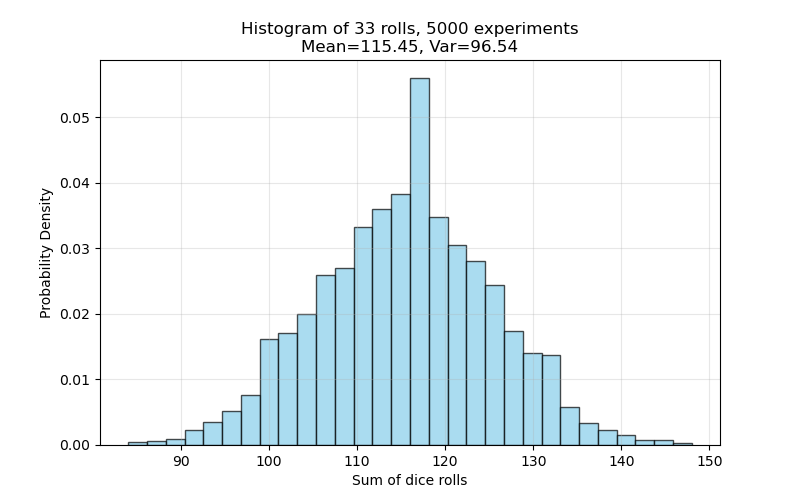 Histogram of 33 rolls, 5000 experiments
Mean=115.45, Var=96.54
Probability Density
0.05
0.04
0.03
0.02
0.01
0.00
90 100 110 120 130 140 150
Sum of dice rolls